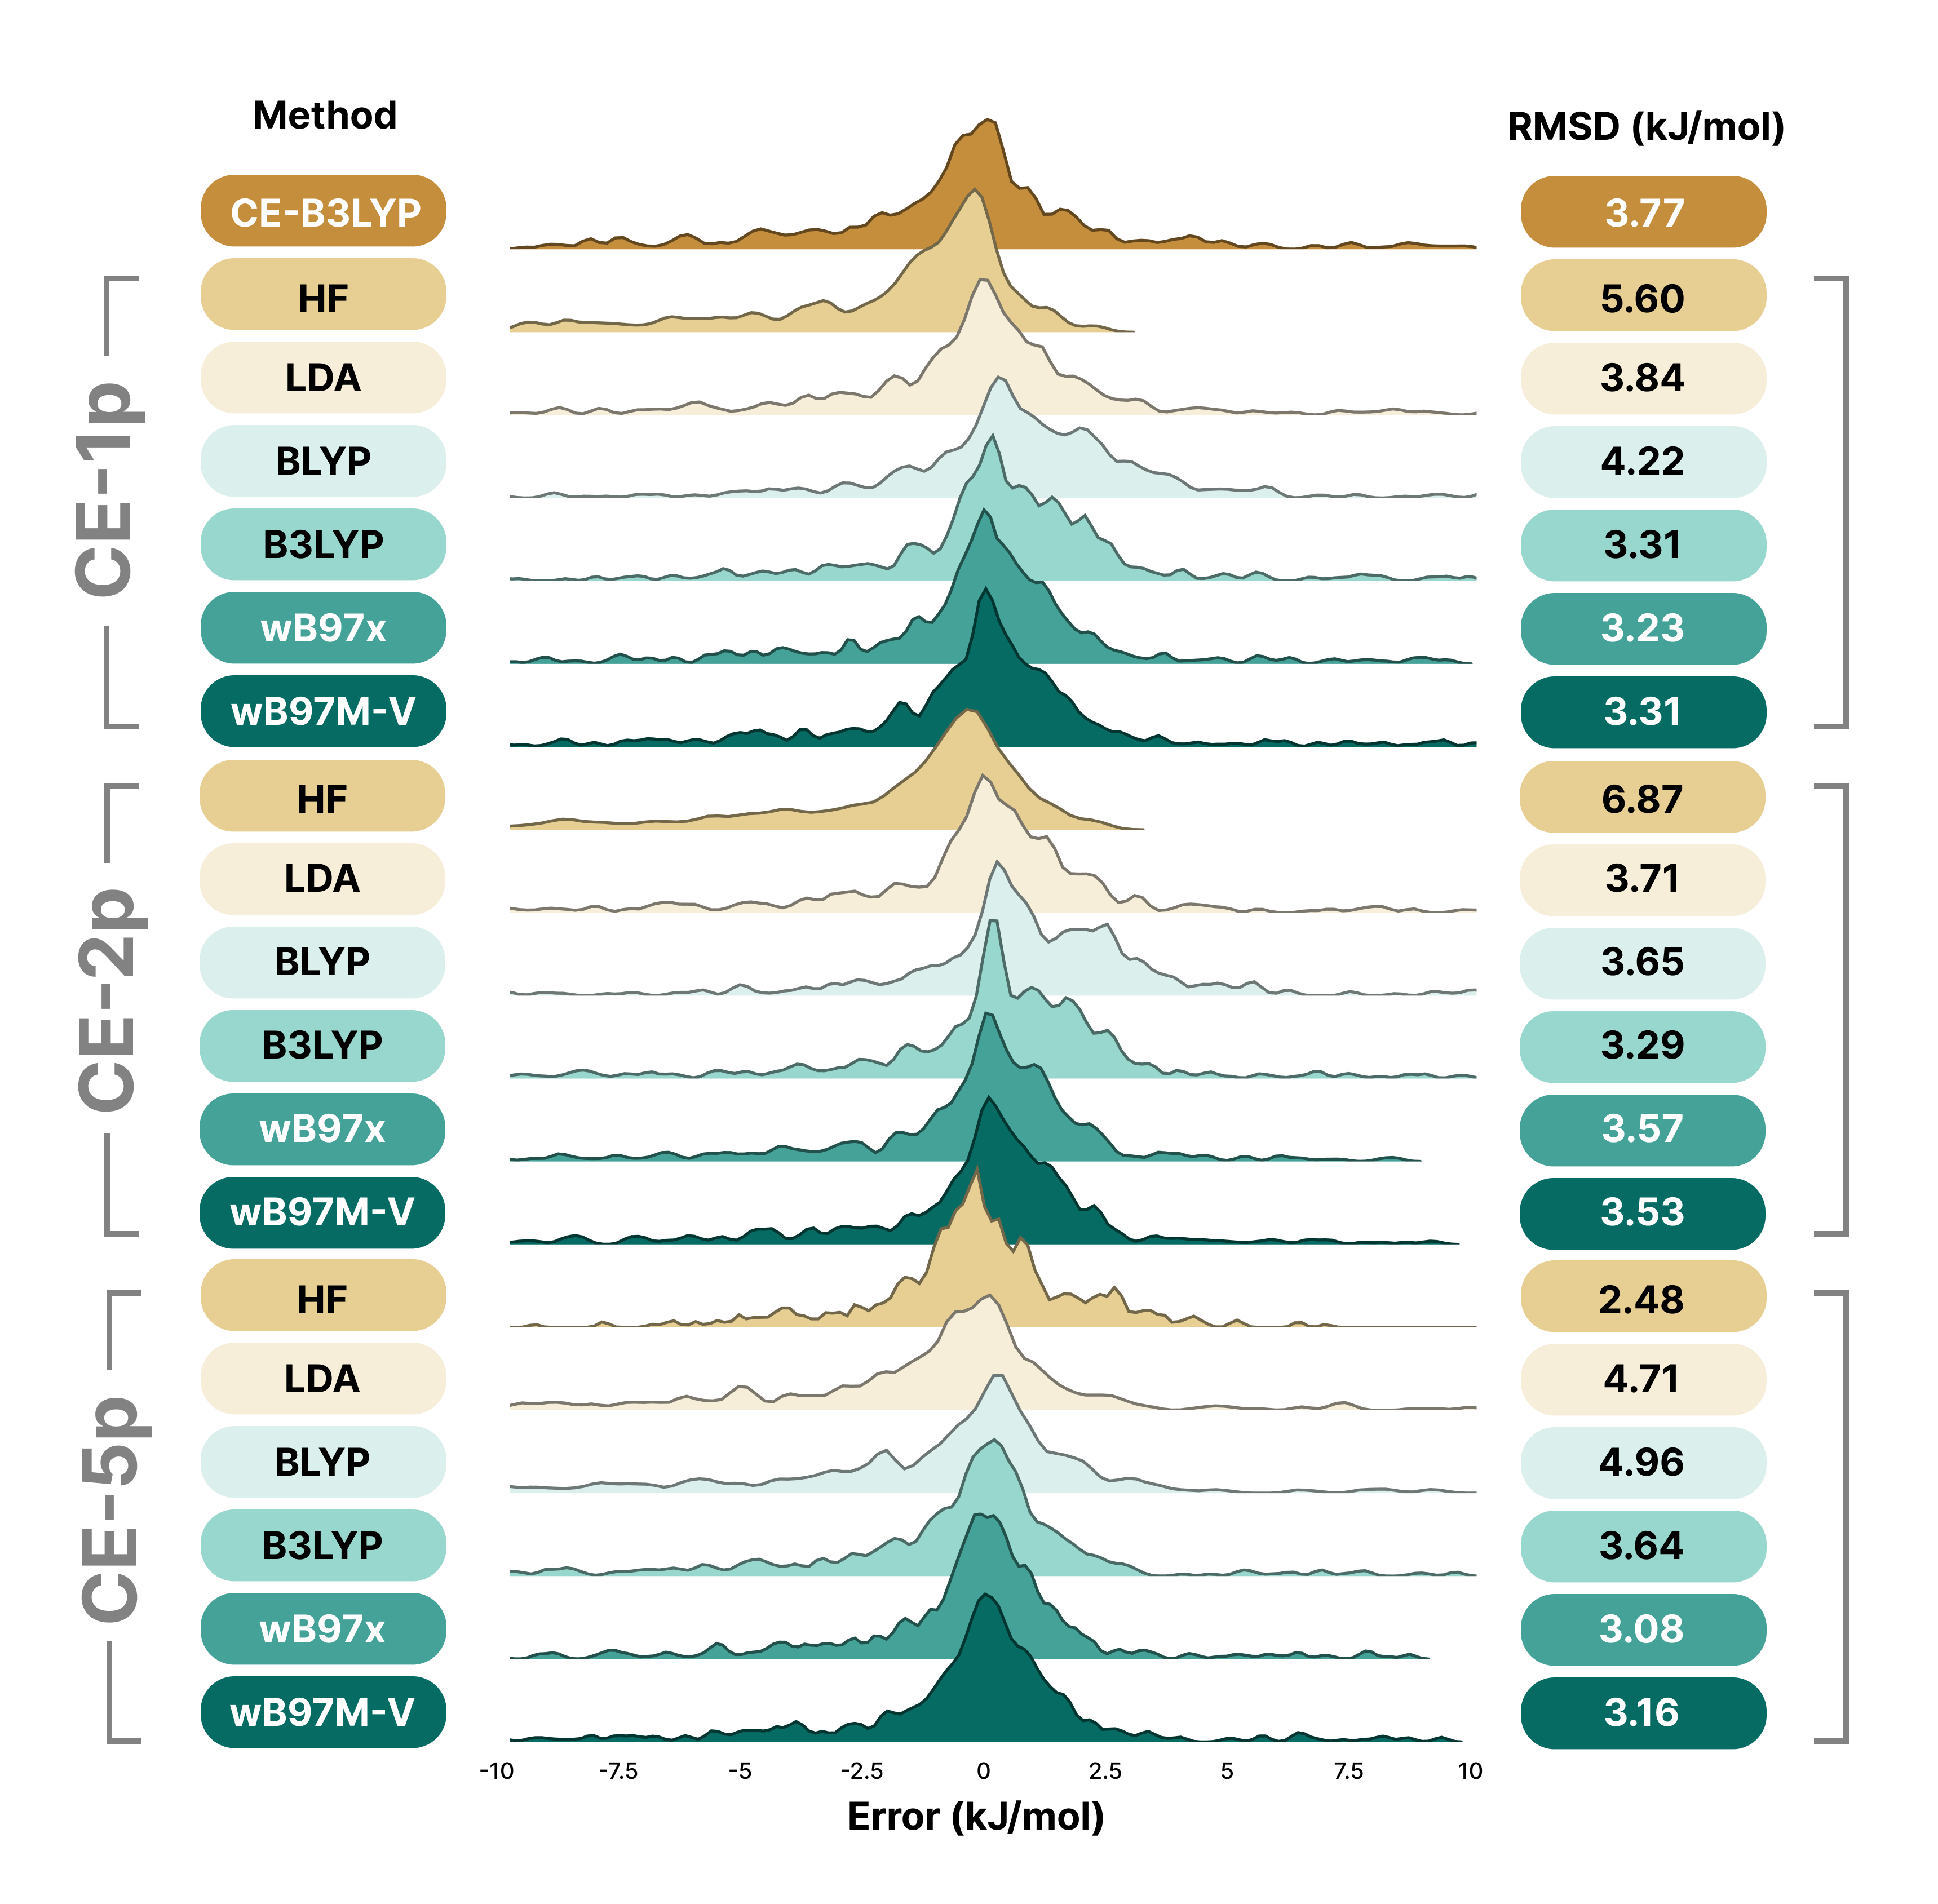 Method RMSD (kJ/mol)
CE-B3LYP 3.77
CE-1p
HF 5.60
LDA 3.84
BLYP 4.22
B3LYP 3.31
wB97x 3.23
wB97M-V 3.31
CE-2p
HF 6.87
LDA 3.71
BLYP 3.65
B3LYP 3.29
wB97x 3.57
wB97M-V 3.53
CE-5p
HF 2.48
LDA 4.71
BLYP 4.96
B3LYP 3.64
wB97x 3.08
wB97M-V 3.16
-10 -7.5 -5 -2.5 0 2.5 5 7.5 10
Error (kJ/mol)